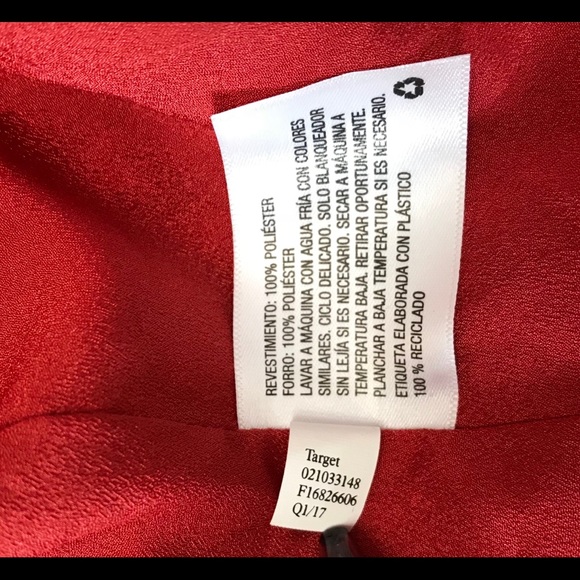 REVESTIMIENTO: 100% POLIÉSTER
FORRO: 100% POLIÉSTER
LAVAR A MÁQUINA CON AGUA FRÍA CON COLORES
SIMILARES. CICLO DELICADO. SOLO BLANQUEADOR
SIN LEJÍA SI ES NECESARIO. SECAR A MÁQUINA A
TEMPERATURA BAJA. RETIRAR OPORTUNAMENTE.
PLANCHAR A BAJA TEMPERATURA SI ES NECESARIO.
ETIQUETA ELABORADA CON PLÁSTICO
100 % RECICLADO
Target
021033148
F16826606
Q1/17